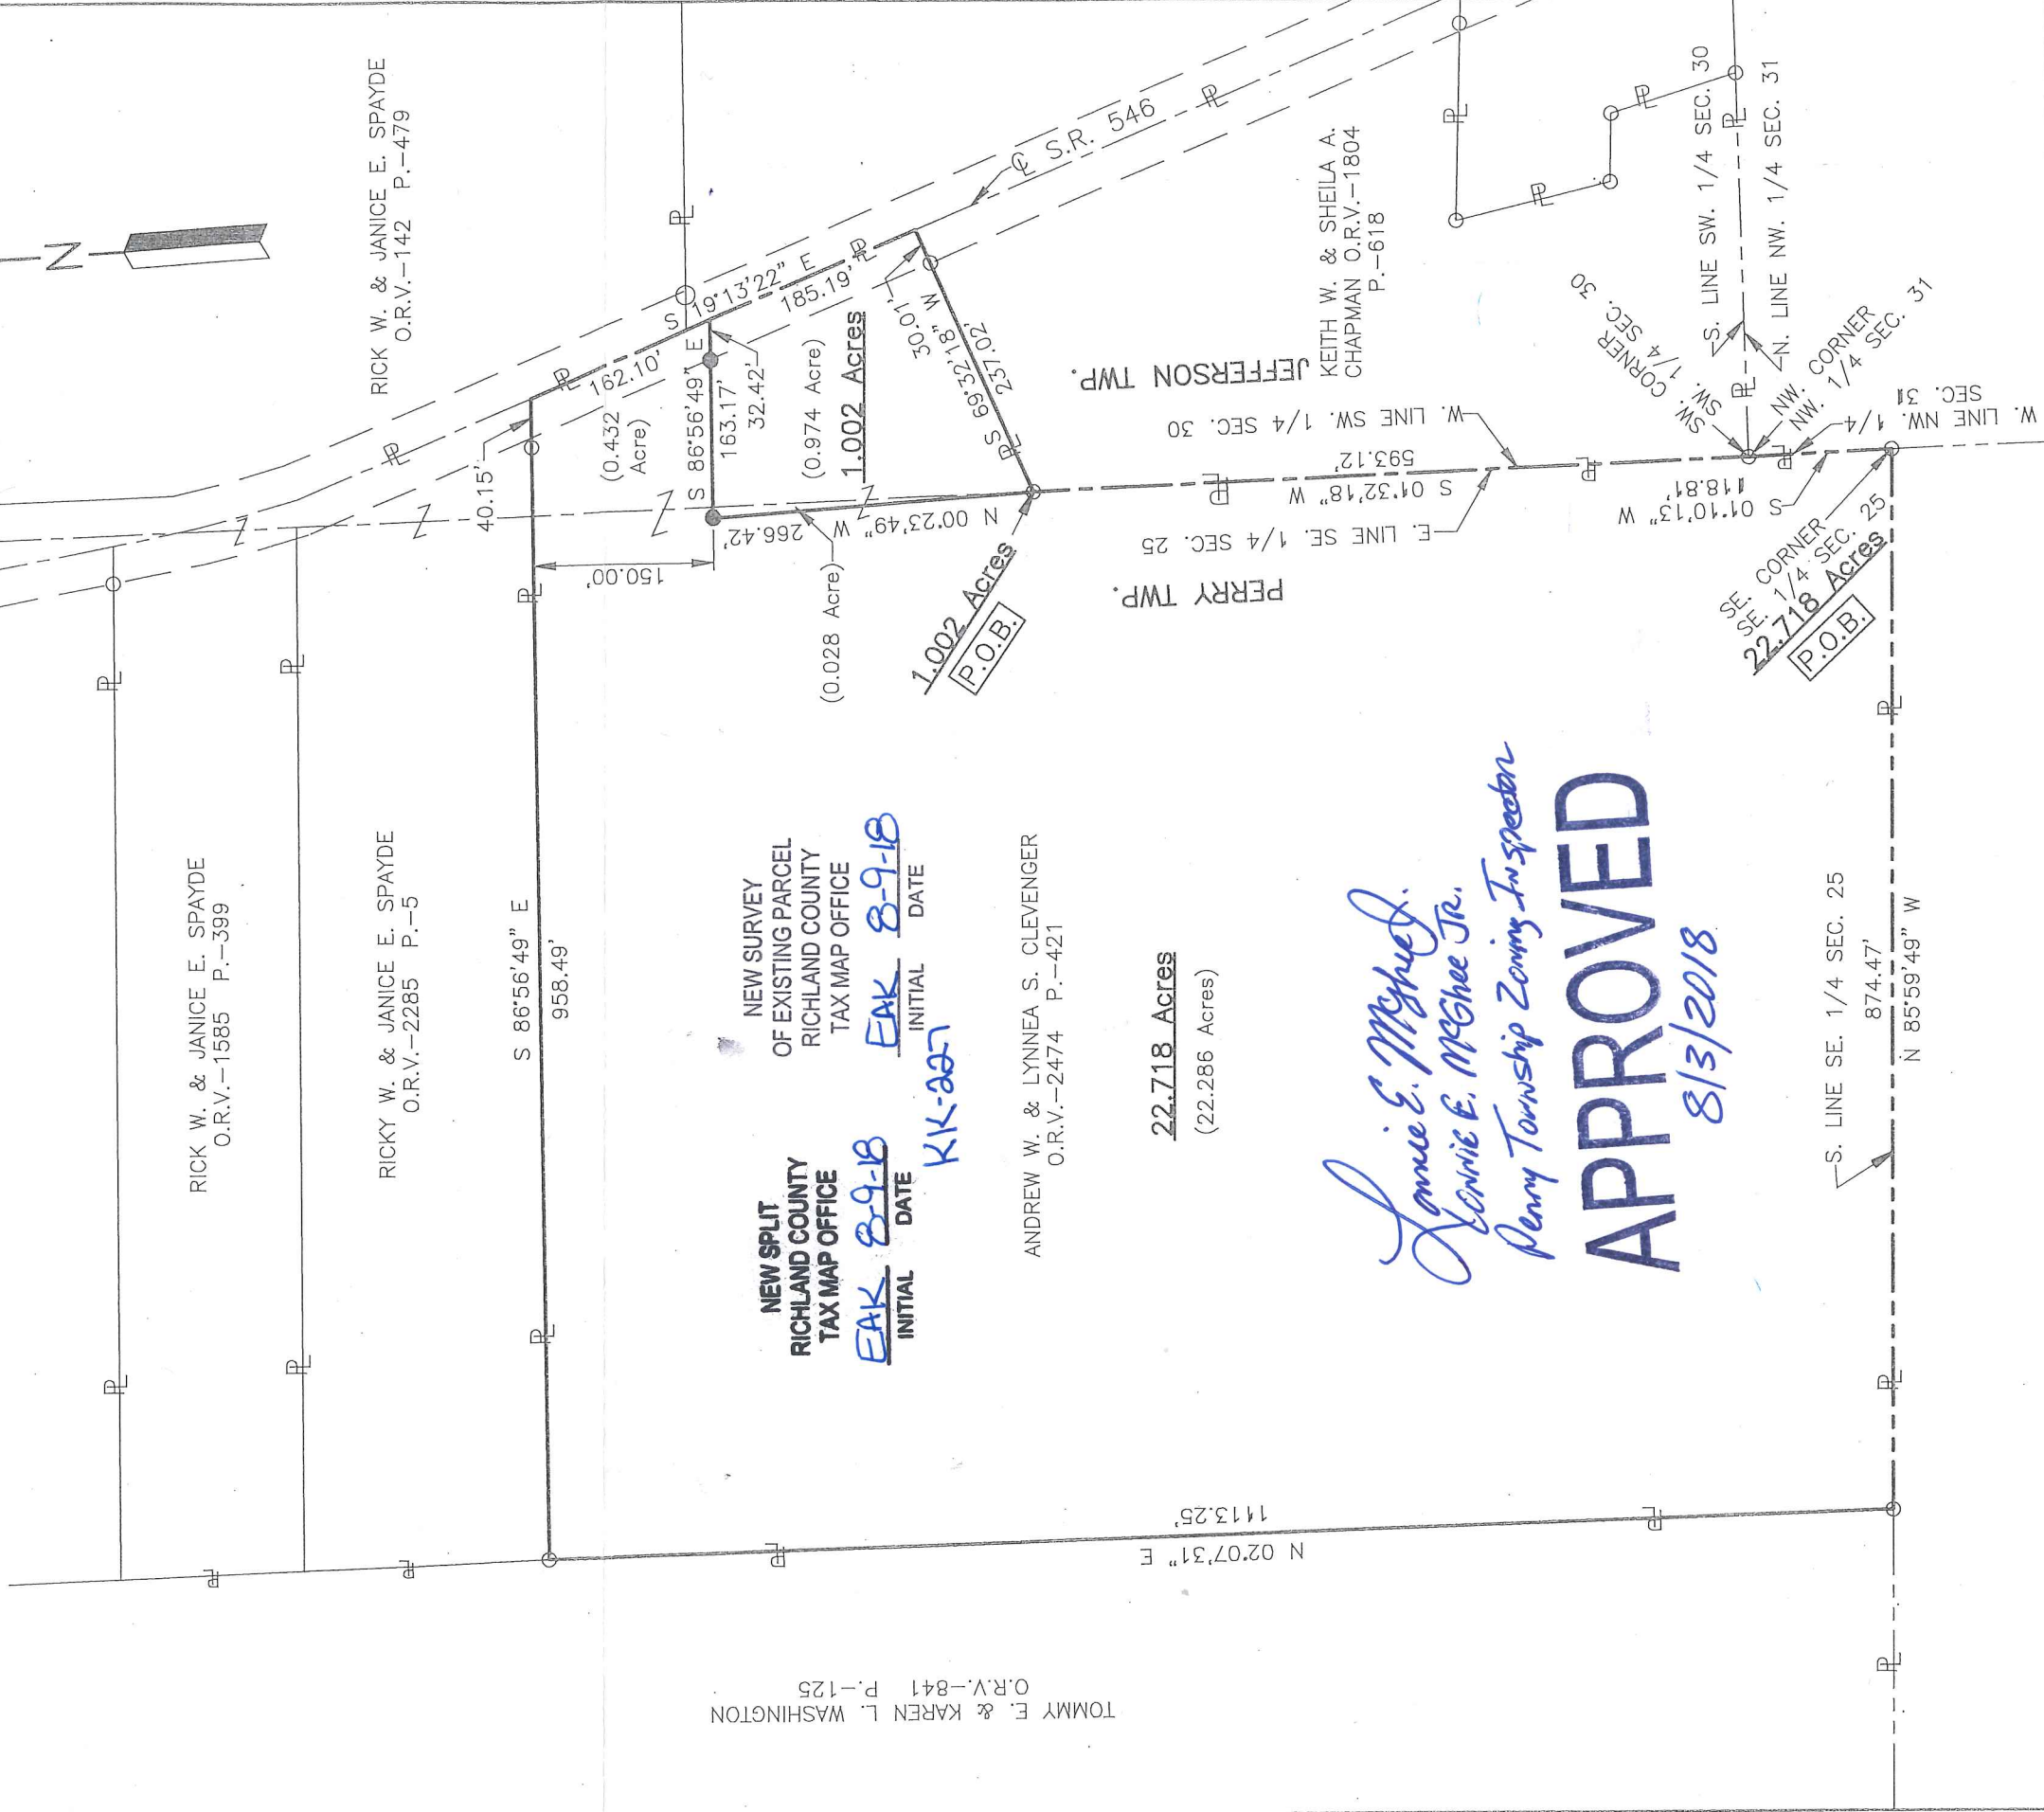 N
RICK W. & JANICE E. SPAYDE
O.R.V.-142 P.-479
RICK W. & JANICE E. SPAYDE
O.R.V.-1585 P.-399
RICKY W. & JANICE E. SPAYDE
O.R.V.-2285 P.-5
S 86°56'49" E
958.49'
40.15'
162.10'
(0.432
Acre)
150.00'
S 19°13'22" E
185.19'
S 86°56'49" E
163.17'
32.42'
(0.974 Acre)
1.002 Acres
30.01'
S 69°32'18" W
237.02'
N 00°23'49" W
266.42'
(0.028 Acre)
1.002 Acres
P.O.B.
℄ S.R. 546
KEITH W. & SHEILA A.
CHAPMAN O.R.V.-1804
P.-618
JEFFERSON TWP.
W. LINE SW. 1/4 SEC. 30
593.12'
S 01°32'18" W
E. LINE SE. 1/4 SEC. 25
PERRY TWP.
S. LINE SW. 1/4 SEC. 30
N. LINE NW. 1/4 SEC. 31
SW. CORNER
SW. 1/4 SEC. 30
NW. CORNER
NW. 1/4 SEC. 31
W. LINE NW. 1/4
SEC. 31
118.81'
S 01°10'13" W
SE. CORNER
SE. 1/4 SEC. 25
22.718 Acres
P.O.B.
NEW SURVEY
OF EXISTING PARCEL
RICHLAND COUNTY
TAX MAP OFFICE
EAK 8-9-18
INITIAL DATE
NEW SPLIT
RICHLAND COUNTY
TAX MAP OFFICE
EAK 8-9-18
INITIAL DATE
KK-227
ANDREW W. & LYNNEA S. CLEVENGER
O.R.V.-2474 P.-421
22.718 Acres
(22.286 Acres)
Lonnie E. McGhee Jr.
Lonnie E. McGhee Jr.
Perry Township Zoning Inspector
APPROVED
8/3/2018
S. LINE SE. 1/4 SEC. 25
874.47'
N 85°59'49" W
1113.25'
N 02°07'31" E
TOMMY E. & KAREN L. WASHINGTON
O.R.V.-841 P.-125